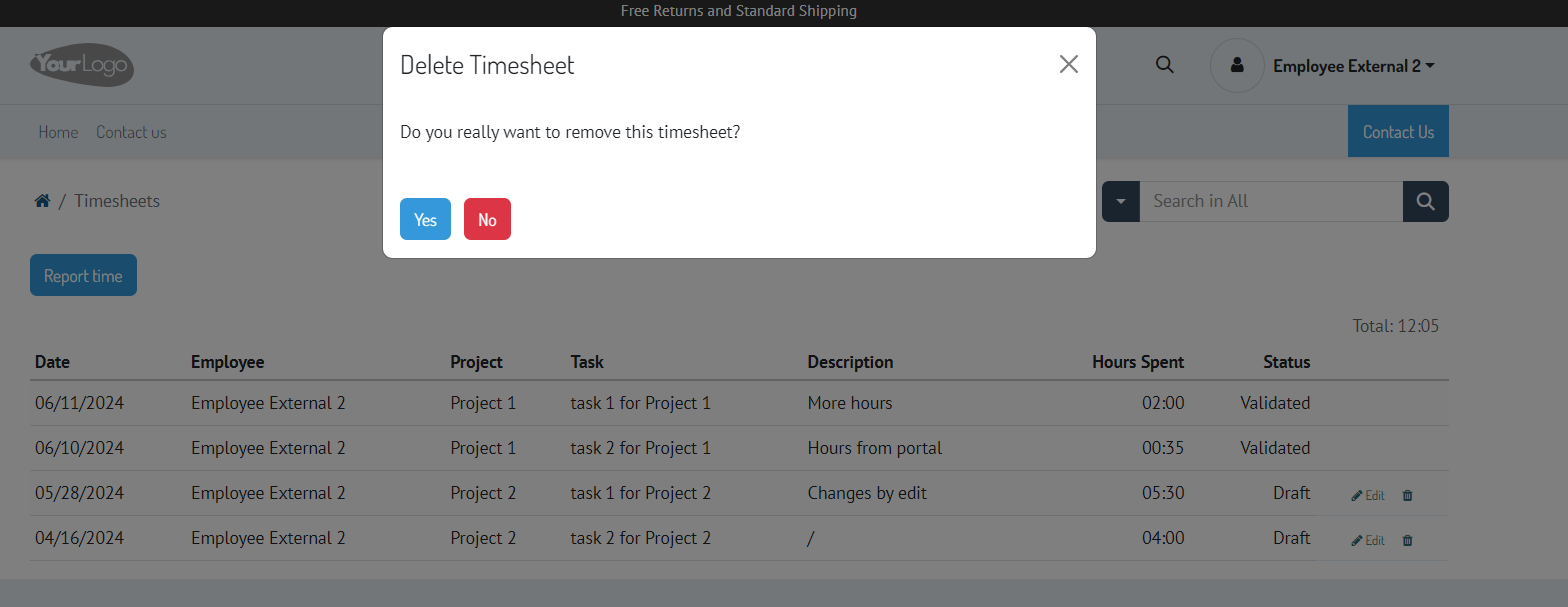 Free Returns and Standard Shipping
YourLogo
Delete Timesheet
Employee External 2
Do you really want to remove this timesheet?
Home Contact us
Contact Us
/ Timesheets
Search in All
Yes No
Report time
Total: 12:05
Date Employee Project Task Description Hours Spent Status
06/11/2024 Employee External 2 Project 1 task 1 for Project 1 More hours 02:00 Validated
06/10/2024 Employee External 2 Project 1 task 2 for Project 1 Hours from portal 00:35 Validated
05/28/2024 Employee External 2 Project 2 task 1 for Project 2 Changes by edit 05:30 Draft Edit
04/16/2024 Employee External 2 Project 2 task 2 for Project 2 / 04:00 Draft Edit